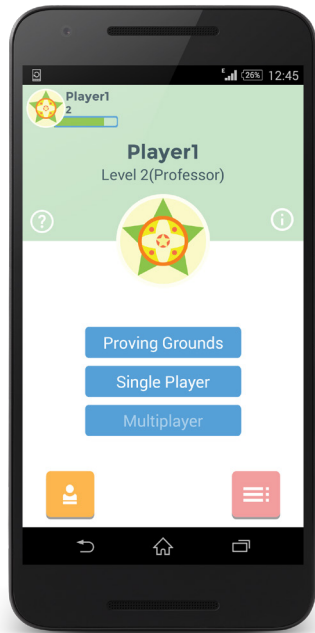 E 26% 12:45
Player1
2
Player1
Level 2(Professor)
?
i
Proving Grounds
Single Player
Multiplayer